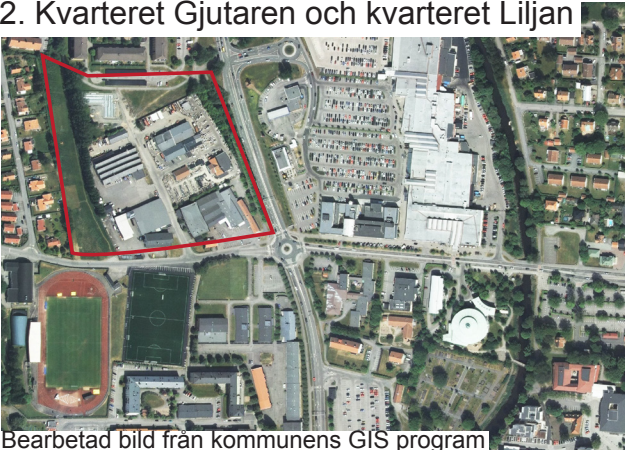 2. Kvarteret Gjutaren och kvarteret Liljan
Bearbetad bild från kommunens GIS program